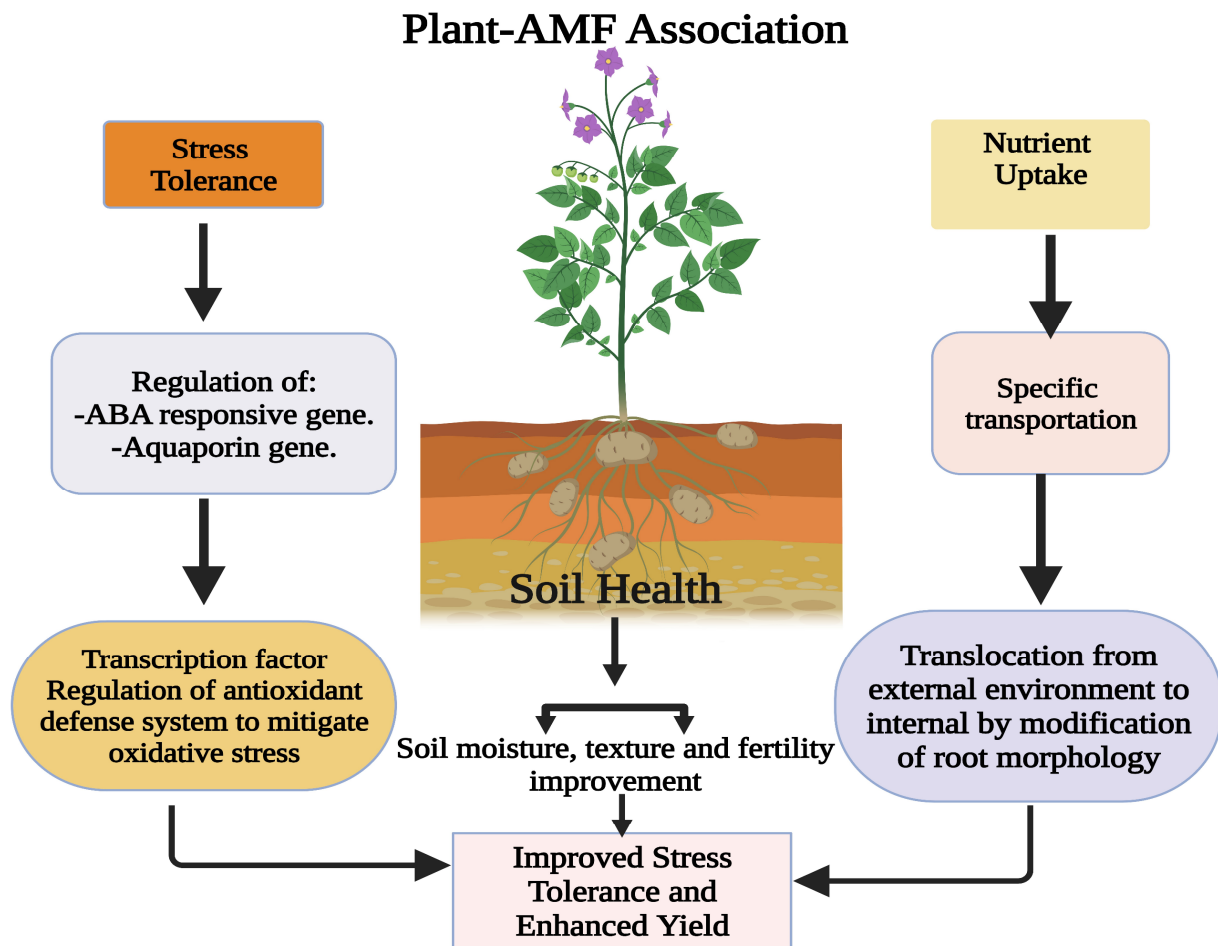 Plant-AMF Association
Stress
Tolerance
Regulation of:
-ABA responsive gene.
-Aquaporin gene.
Transcription factor
Regulation of antioxidant
defense system to mitigate
oxidative stress
Soil Health
Soil moisture, texture and fertility
improvement
Nutrient
Uptake
Specific
transportation
Translocation from
external environment to
internal by modification
of root morphology
Improved Stress
Tolerance and
Enhanced Yield